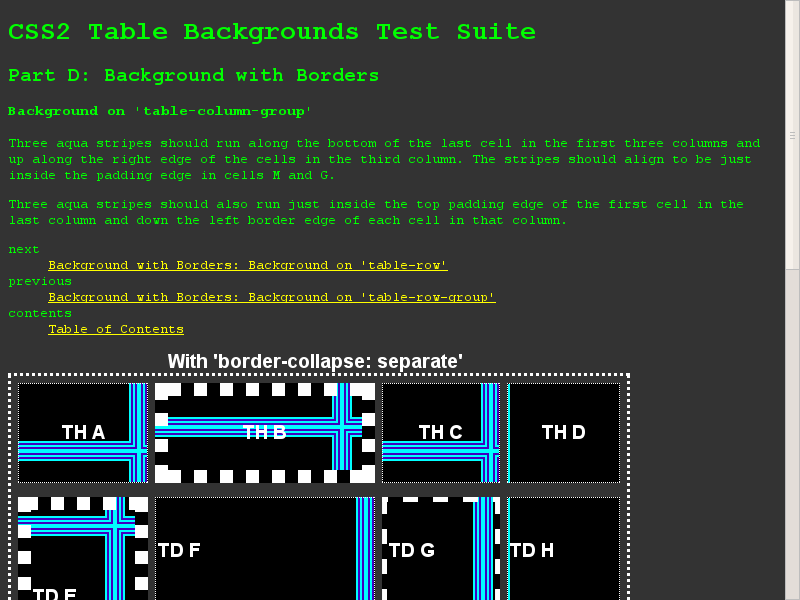 CSS2 Table Backgrounds Test Suite
Part D: Background with Borders
Background on 'table-column-group'
Three aqua stripes should run along the bottom of the last cell in the first three columns and
up along the right edge of the cells in the third column. The stripes should align to be just
inside the padding edge in cells M and G.
Three aqua stripes should also run just inside the top padding edge of the first cell in the
last column and down the left border edge of each cell in that column.
next
Background with Borders: Background on 'table-row'
previous
Background with Borders: Background on 'table-row-group'
contents
Table of Contents
With 'border-collapse: separate'
TH A
TH B
TH C
TH D
TD E
TD F
TD G
TD H